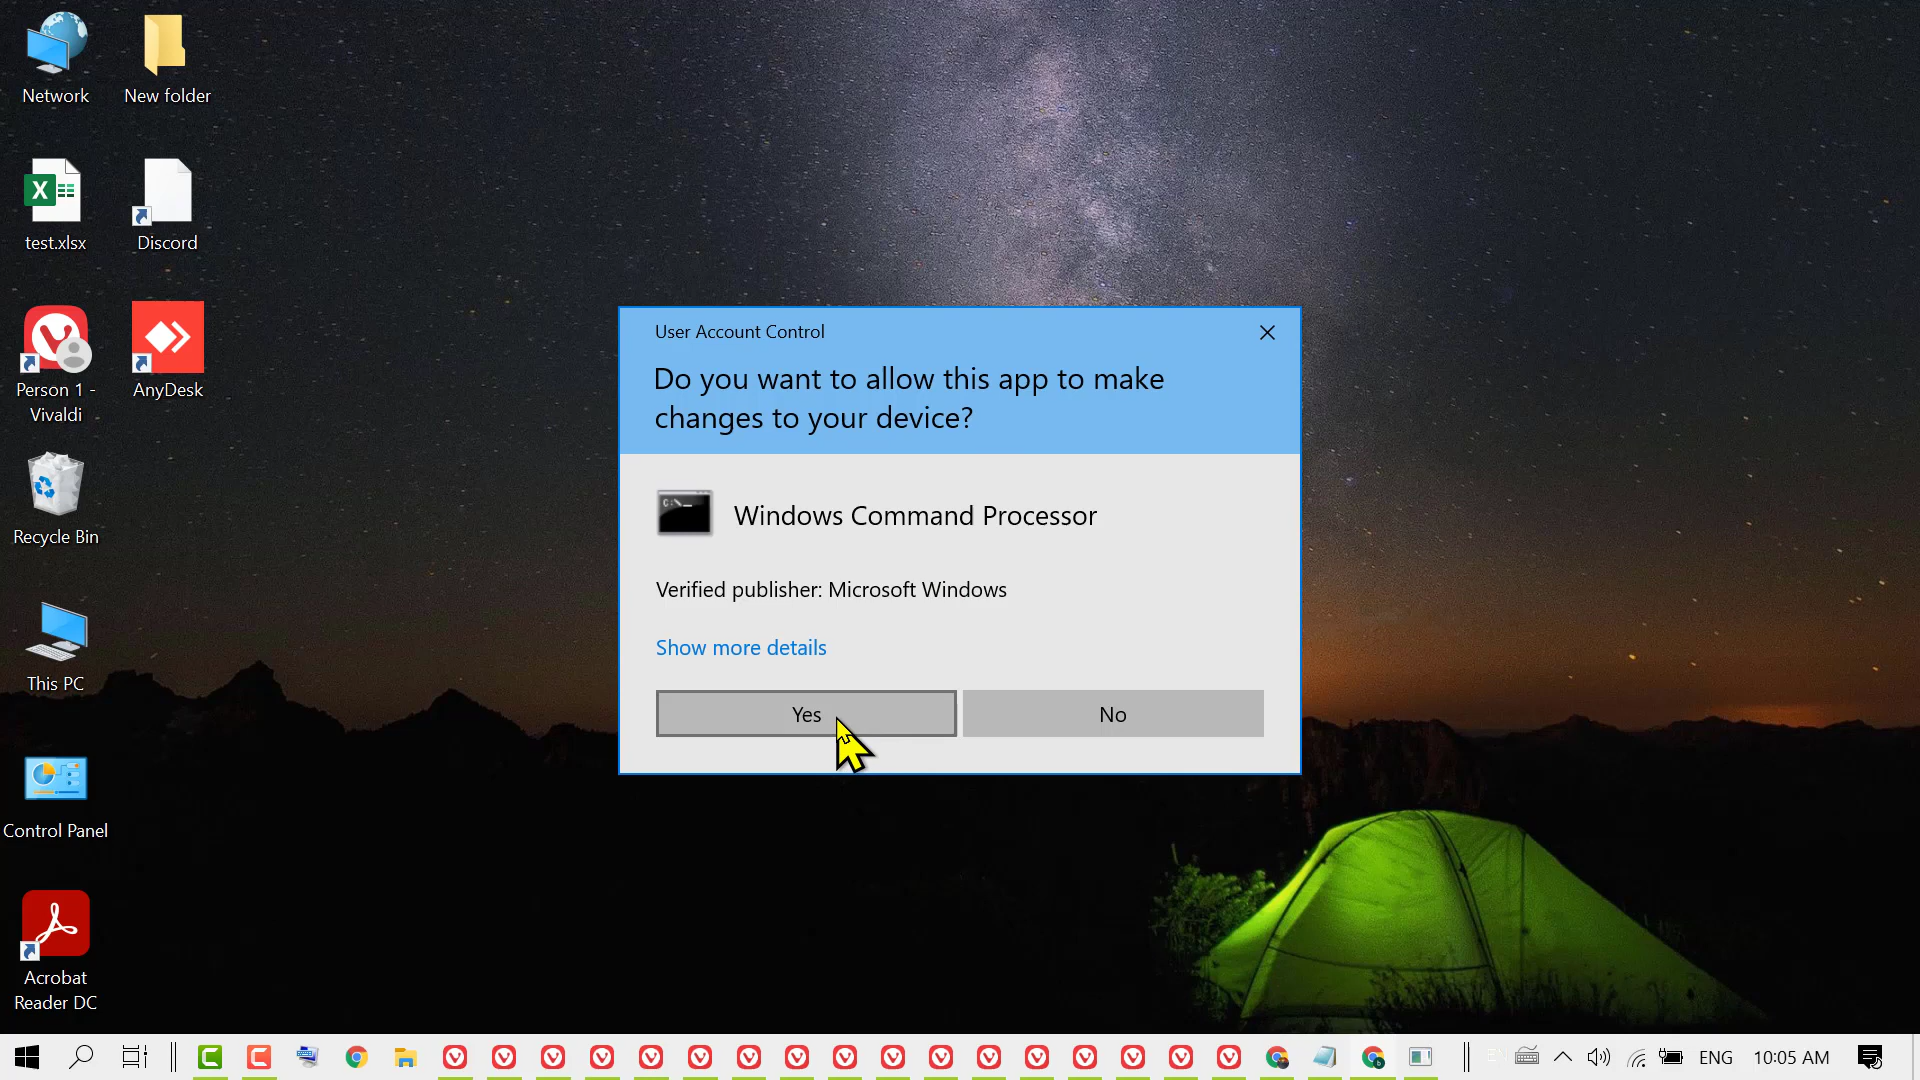 Network
New folder
test.xlsx
Discord
Person 1 -
Vivaldi
AnyDesk
Recycle Bin
This PC
Control Panel
Acrobat
Reader DC
User Account Control
Do you want to allow this app to make
changes to your device?
C:\_
Windows Command Processor
Verified publisher: Microsoft Windows
Show more details
Yes
No
ENG
10:05 AM